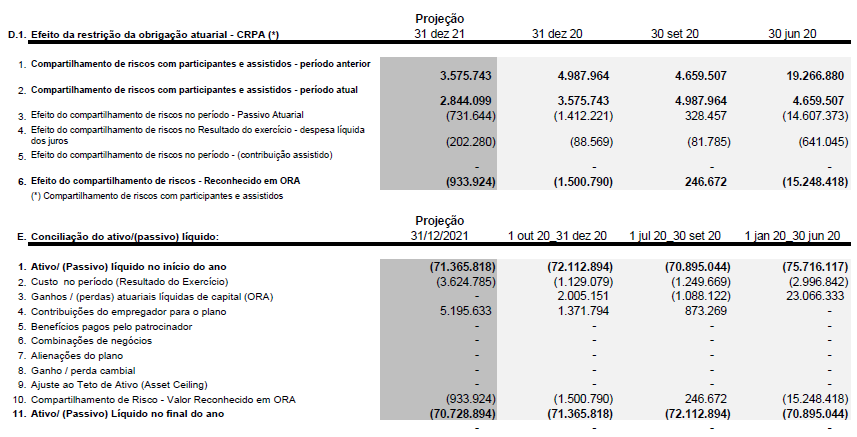 Projeção
D.1. Efeito da restrição da obrigação atuarial - CRPA (*) 31 dez 21 31 dez 20 30 set 20 30 jun 20
1. Compartilhamento de riscos com participantes e assistidos - período anterior
3.575.743 4.987.964 4.659.507 19.266.880
2. Compartilhamento de riscos com participantes e assistidos - período atual
2.844.099 3.575.743 4.987.964 4.659.507
3. Efeito do compartilhamento de riscos no período - Passivo Atuarial (731.644) (1.412.221) 328.457 (14.607.373)
4. Efeito do compartilhamento de riscos no Resultado do exercício - despesa líquida
dos juros (202.280) (88.569) (81.785) (641.045)
5. Efeito do compartilhamento de riscos no período - (contribuição assistido)
- - - -
6. Efeito do compartilhamento de riscos - Reconhecido em ORA (933.924) (1.500.790) 246.672 (15.248.418)
(*) Compartilhamento de riscos com participantes e assistidos
Projeção
E. Conciliação do ativo/(passivo) líquido: 31/12/2021 1 out 20_31 dez 20 1 jul 20_30 set 20 1 jan 20_30 jun 20
1. Ativo/ (Passivo) líquido no início do ano (71.365.818) (72.112.894) (70.895.044) (75.716.117)
2. Custo no período (Resultado do Exercício) (3.624.785) (1.129.079) (1.249.669) (2.996.842)
3. Ganhos / (perdas) atuariais líquidas de capital (ORA) - 2.005.151 (1.088.122) 23.066.333
4. Contribuições do empregador para o plano 5.195.633 1.371.794 873.269 -
5. Benefícios pagos pelo patrocinador - - - -
6. Combinações de negócios - - - -
7. Alienações do plano - - - -
8. Ganho / perda cambial - - - -
9. Ajuste ao Teto de Ativo (Asset Ceiling) - - - -
10. Compartilhamento de Risco - Valor Reconhecido em ORA (933.924) (1.500.790) 246.672 (15.248.418)
11. Ativo/ (Passivo) Líquido no final do ano (70.728.894) (71.365.818) (72.112.894) (70.895.044)
- - - -